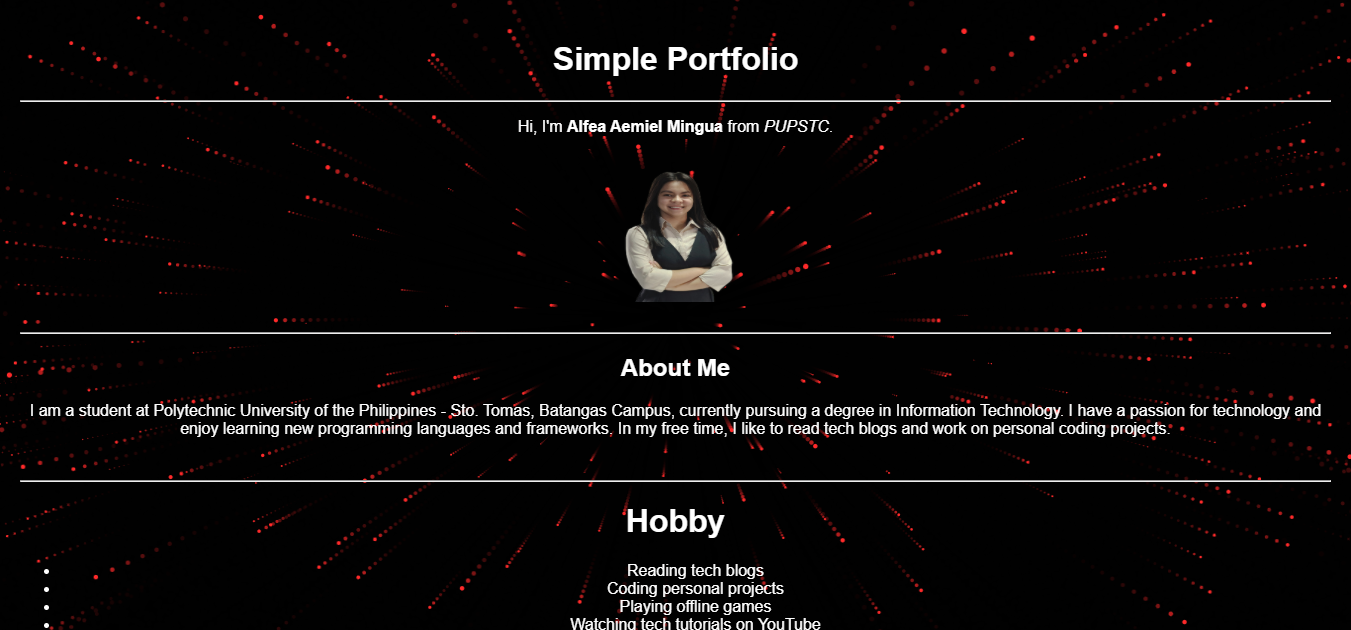 Simple Portfolio
Hi, I'm Alfea Aemiel Mingua from PUPSTC.
About Me
I am a student at Polytechnic University of the Philippines - Sto. Tomas, Batangas Campus, currently pursuing a degree in Information Technology. I have a passion for technology and
enjoy learning new programming languages and frameworks. In my free time, I like to read tech blogs and work on personal coding projects.
Hobby
Reading tech blogs
Coding personal projects
Playing offline games
Watching tech tutorials on YouTube